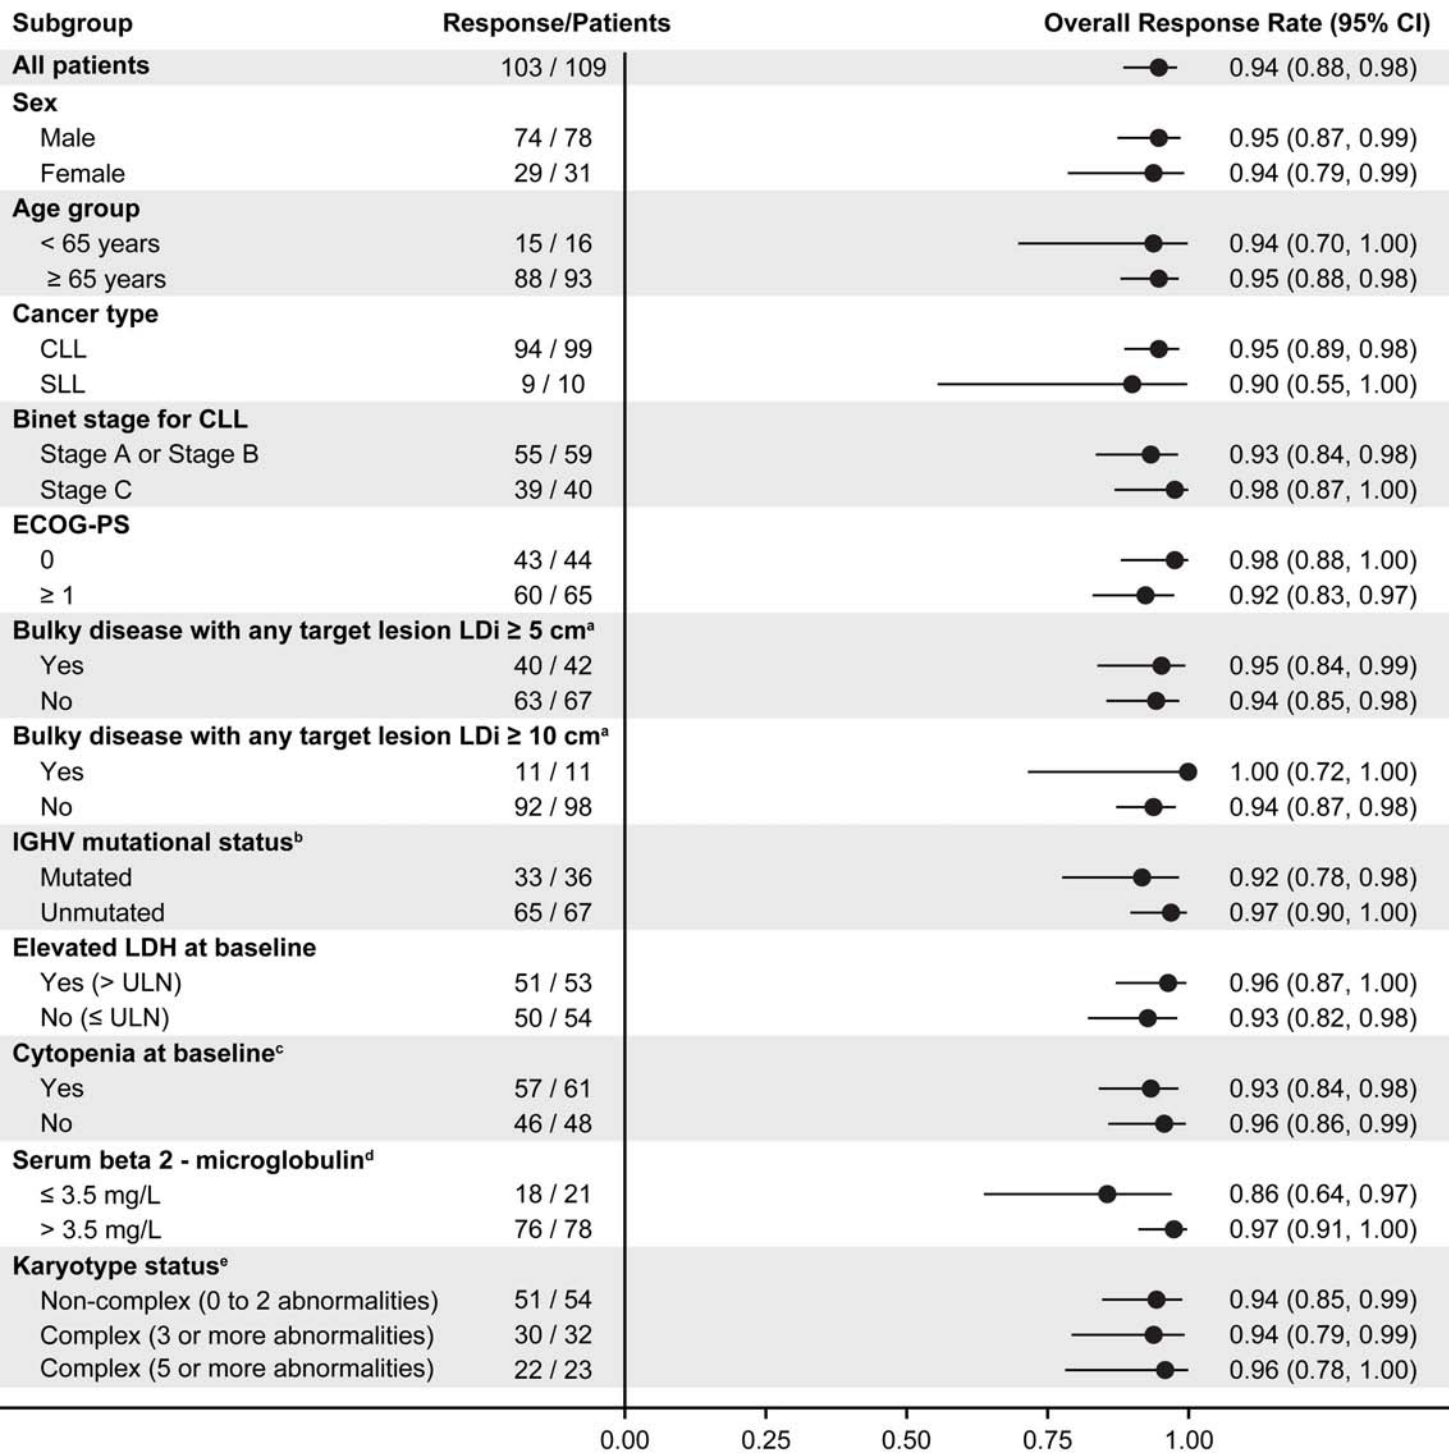 Subgroup Response/Patients Overall Response Rate (95% CI)
All patients 103 / 109 0.94 (0.88, 0.98)
Sex
Male 74 / 78 0.95 (0.87, 0.99)
Female 29 / 31 0.94 (0.79, 0.99)
Age group
< 65 years 15 / 16 0.94 (0.70, 1.00)
≥ 65 years 88 / 93 0.95 (0.88, 0.98)
Cancer type
CLL 94 / 99 0.95 (0.89, 0.98)
SLL 9 / 10 0.90 (0.55, 1.00)
Binet stage for CLL
Stage A or Stage B 55 / 59 0.93 (0.84, 0.98)
Stage C 39 / 40 0.98 (0.87, 1.00)
ECOG-PS
0 43 / 44 0.98 (0.88, 1.00)
≥ 1 60 / 65 0.92 (0.83, 0.97)
Bulky disease with any target lesion LDi ≥ 5 cmᵃ
Yes 40 / 42 0.95 (0.84, 0.99)
No 63 / 67 0.94 (0.85, 0.98)
Bulky disease with any target lesion LDi ≥ 10 cmᵃ
Yes 11 / 11 1.00 (0.72, 1.00)
No 92 / 98 0.94 (0.87, 0.98)
IGHV mutational statusᵇ
Mutated 33 / 36 0.92 (0.78, 0.98)
Unmutated 65 / 67 0.97 (0.90, 1.00)
Elevated LDH at baseline
Yes (> ULN) 51 / 53 0.96 (0.87, 1.00)
No (≤ ULN) 50 / 54 0.93 (0.82, 0.98)
Cytopenia at baselineᶜ
Yes 57 / 61 0.93 (0.84, 0.98)
No 46 / 48 0.96 (0.86, 0.99)
Serum beta 2 - microglobulinᵈ
≤ 3.5 mg/L 18 / 21 0.86 (0.64, 0.97)
> 3.5 mg/L 76 / 78 0.97 (0.91, 1.00)
Karyotype statusᵉ
Non-complex (0 to 2 abnormalities) 51 / 54 0.94 (0.85, 0.99)
Complex (3 or more abnormalities) 30 / 32 0.94 (0.79, 0.99)
Complex (5 or more abnormalities) 22 / 23 0.96 (0.78, 1.00)
0.00 0.25 0.50 0.75 1.00